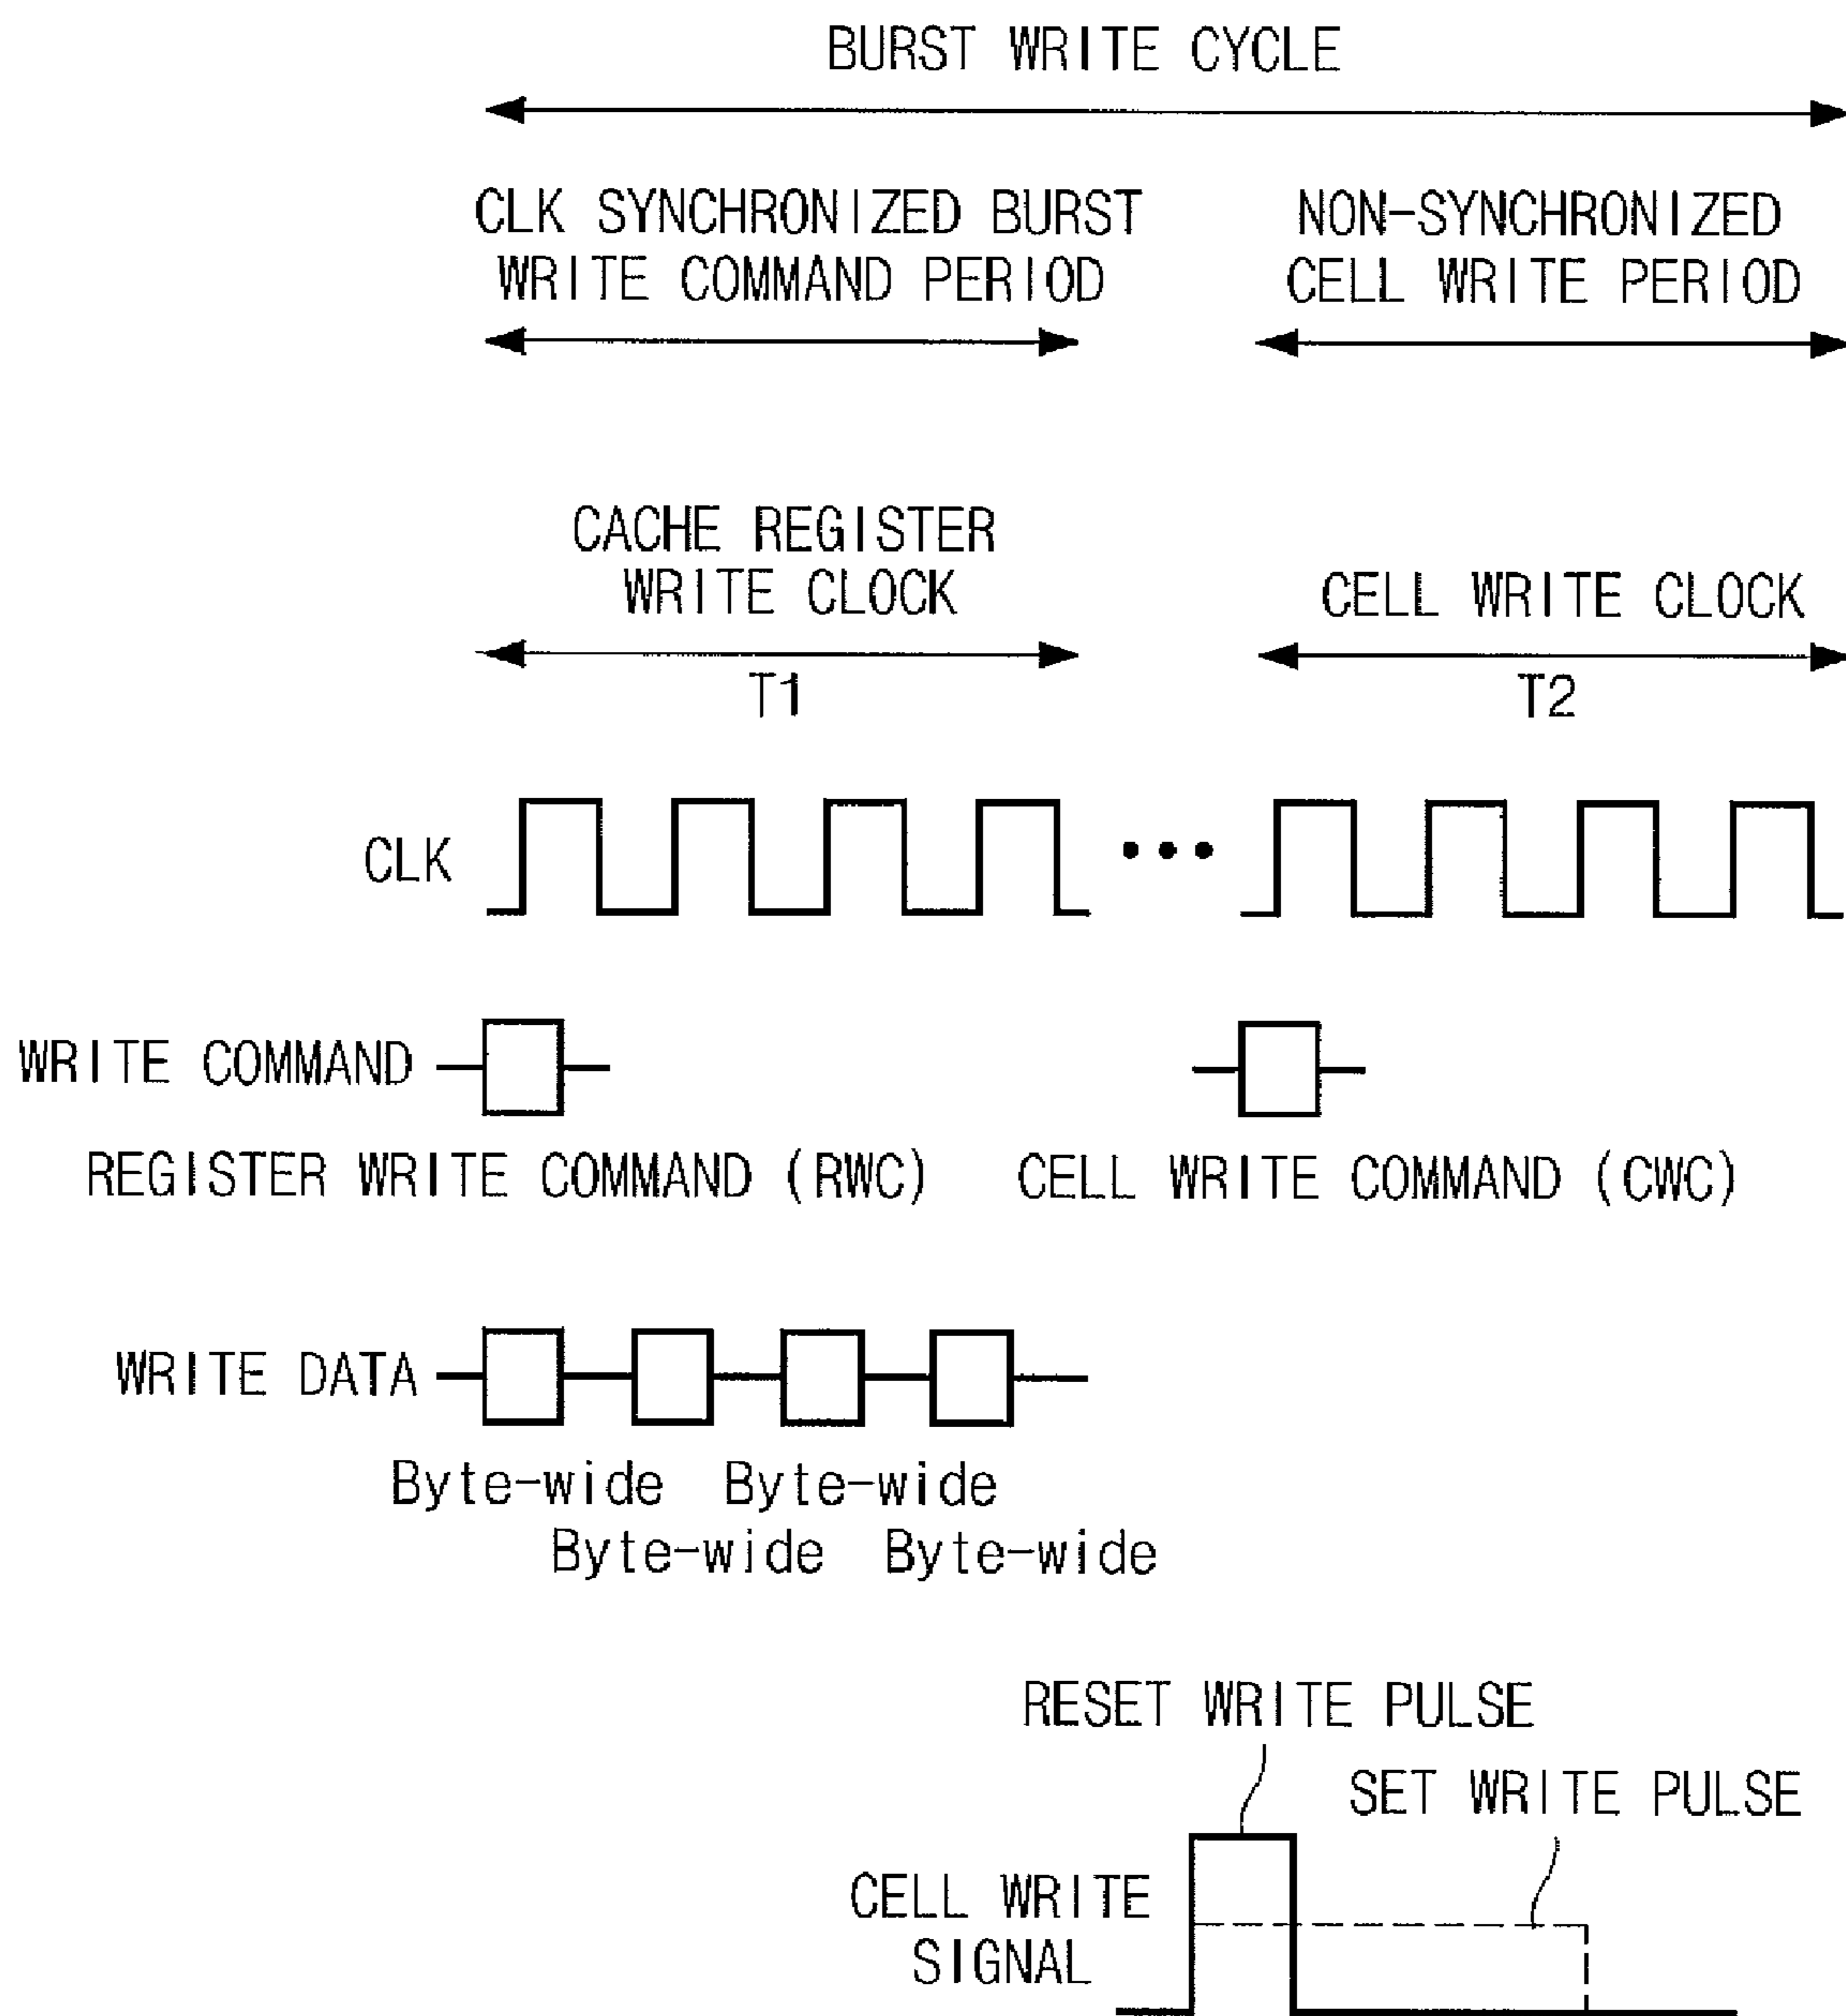 BURST WRITE CYCLE
CLK SYNCHRONIZED BURST
WRITE COMMAND PERIOD
NON-SYNCHRONIZED
CELL WRITE PERIOD
CACHE REGISTER
WRITE CLOCK
CELL WRITE CLOCK
T1
T2
CLK
WRITE COMMAND
REGISTER WRITE COMMAND (RWC)
CELL WRITE COMMAND (CWC)
WRITE DATA
Byte-wide Byte-wide
Byte-wide Byte-wide
RESET WRITE PULSE
SET WRITE PULSE
CELL WRITE
SIGNAL